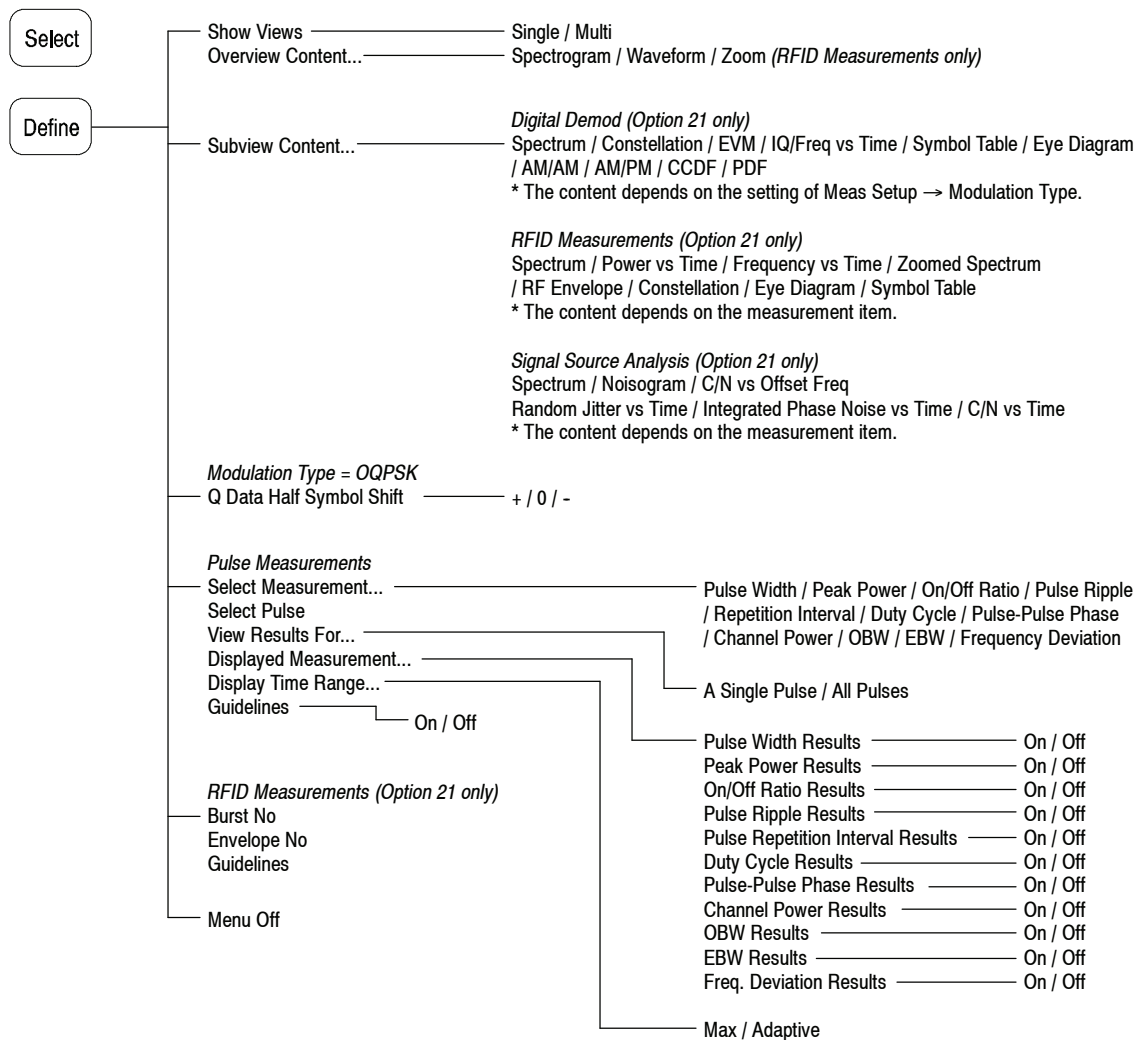 Select
Show Views
Single / Multi
Overview Content...
Spectrogram / Waveform / Zoom (RFID Measurements only)
Define
Subview Content...
Digital Demod (Option 21 only)
Spectrum / Constellation / EVM / IQ/Freq vs Time / Symbol Table / Eye Diagram
/ AM/AM / AM/PM / CCDF / PDF
* The content depends on the setting of Meas Setup → Modulation Type.
RFID Measurements (Option 21 only)
Spectrum / Power vs Time / Frequency vs Time / Zoomed Spectrum
/ RF Envelope / Constellation / Eye Diagram / Symbol Table
* The content depends on the measurement item.
Signal Source Analysis (Option 21 only)
Spectrum / Noisogram / C/N vs Offset Freq
Random Jitter vs Time / Integrated Phase Noise vs Time / C/N vs Time
* The content depends on the measurement item.
Modulation Type = OQPSK
Q Data Half Symbol Shift
+ / 0 / -
Pulse Measurements
Select Measurement...
Pulse Width / Peak Power / On/Off Ratio / Pulse Ripple
/ Repetition Interval / Duty Cycle / Pulse-Pulse Phase
/ Channel Power / OBW / EBW / Frequency Deviation
Select Pulse
View Results For...
A Single Pulse / All Pulses
Displayed Measurement...
Display Time Range...
Guidelines
On / Off
Pulse Width Results On / Off
Peak Power Results On / Off
On/Off Ratio Results On / Off
Pulse Ripple Results On / Off
Pulse Repetition Interval Results On / Off
Duty Cycle Results On / Off
Pulse-Pulse Phase Results On / Off
Channel Power Results On / Off
OBW Results On / Off
EBW Results On / Off
Freq. Deviation Results On / Off
Max / Adaptive
RFID Measurements (Option 21 only)
Burst No
Envelope No
Guidelines
Menu Off